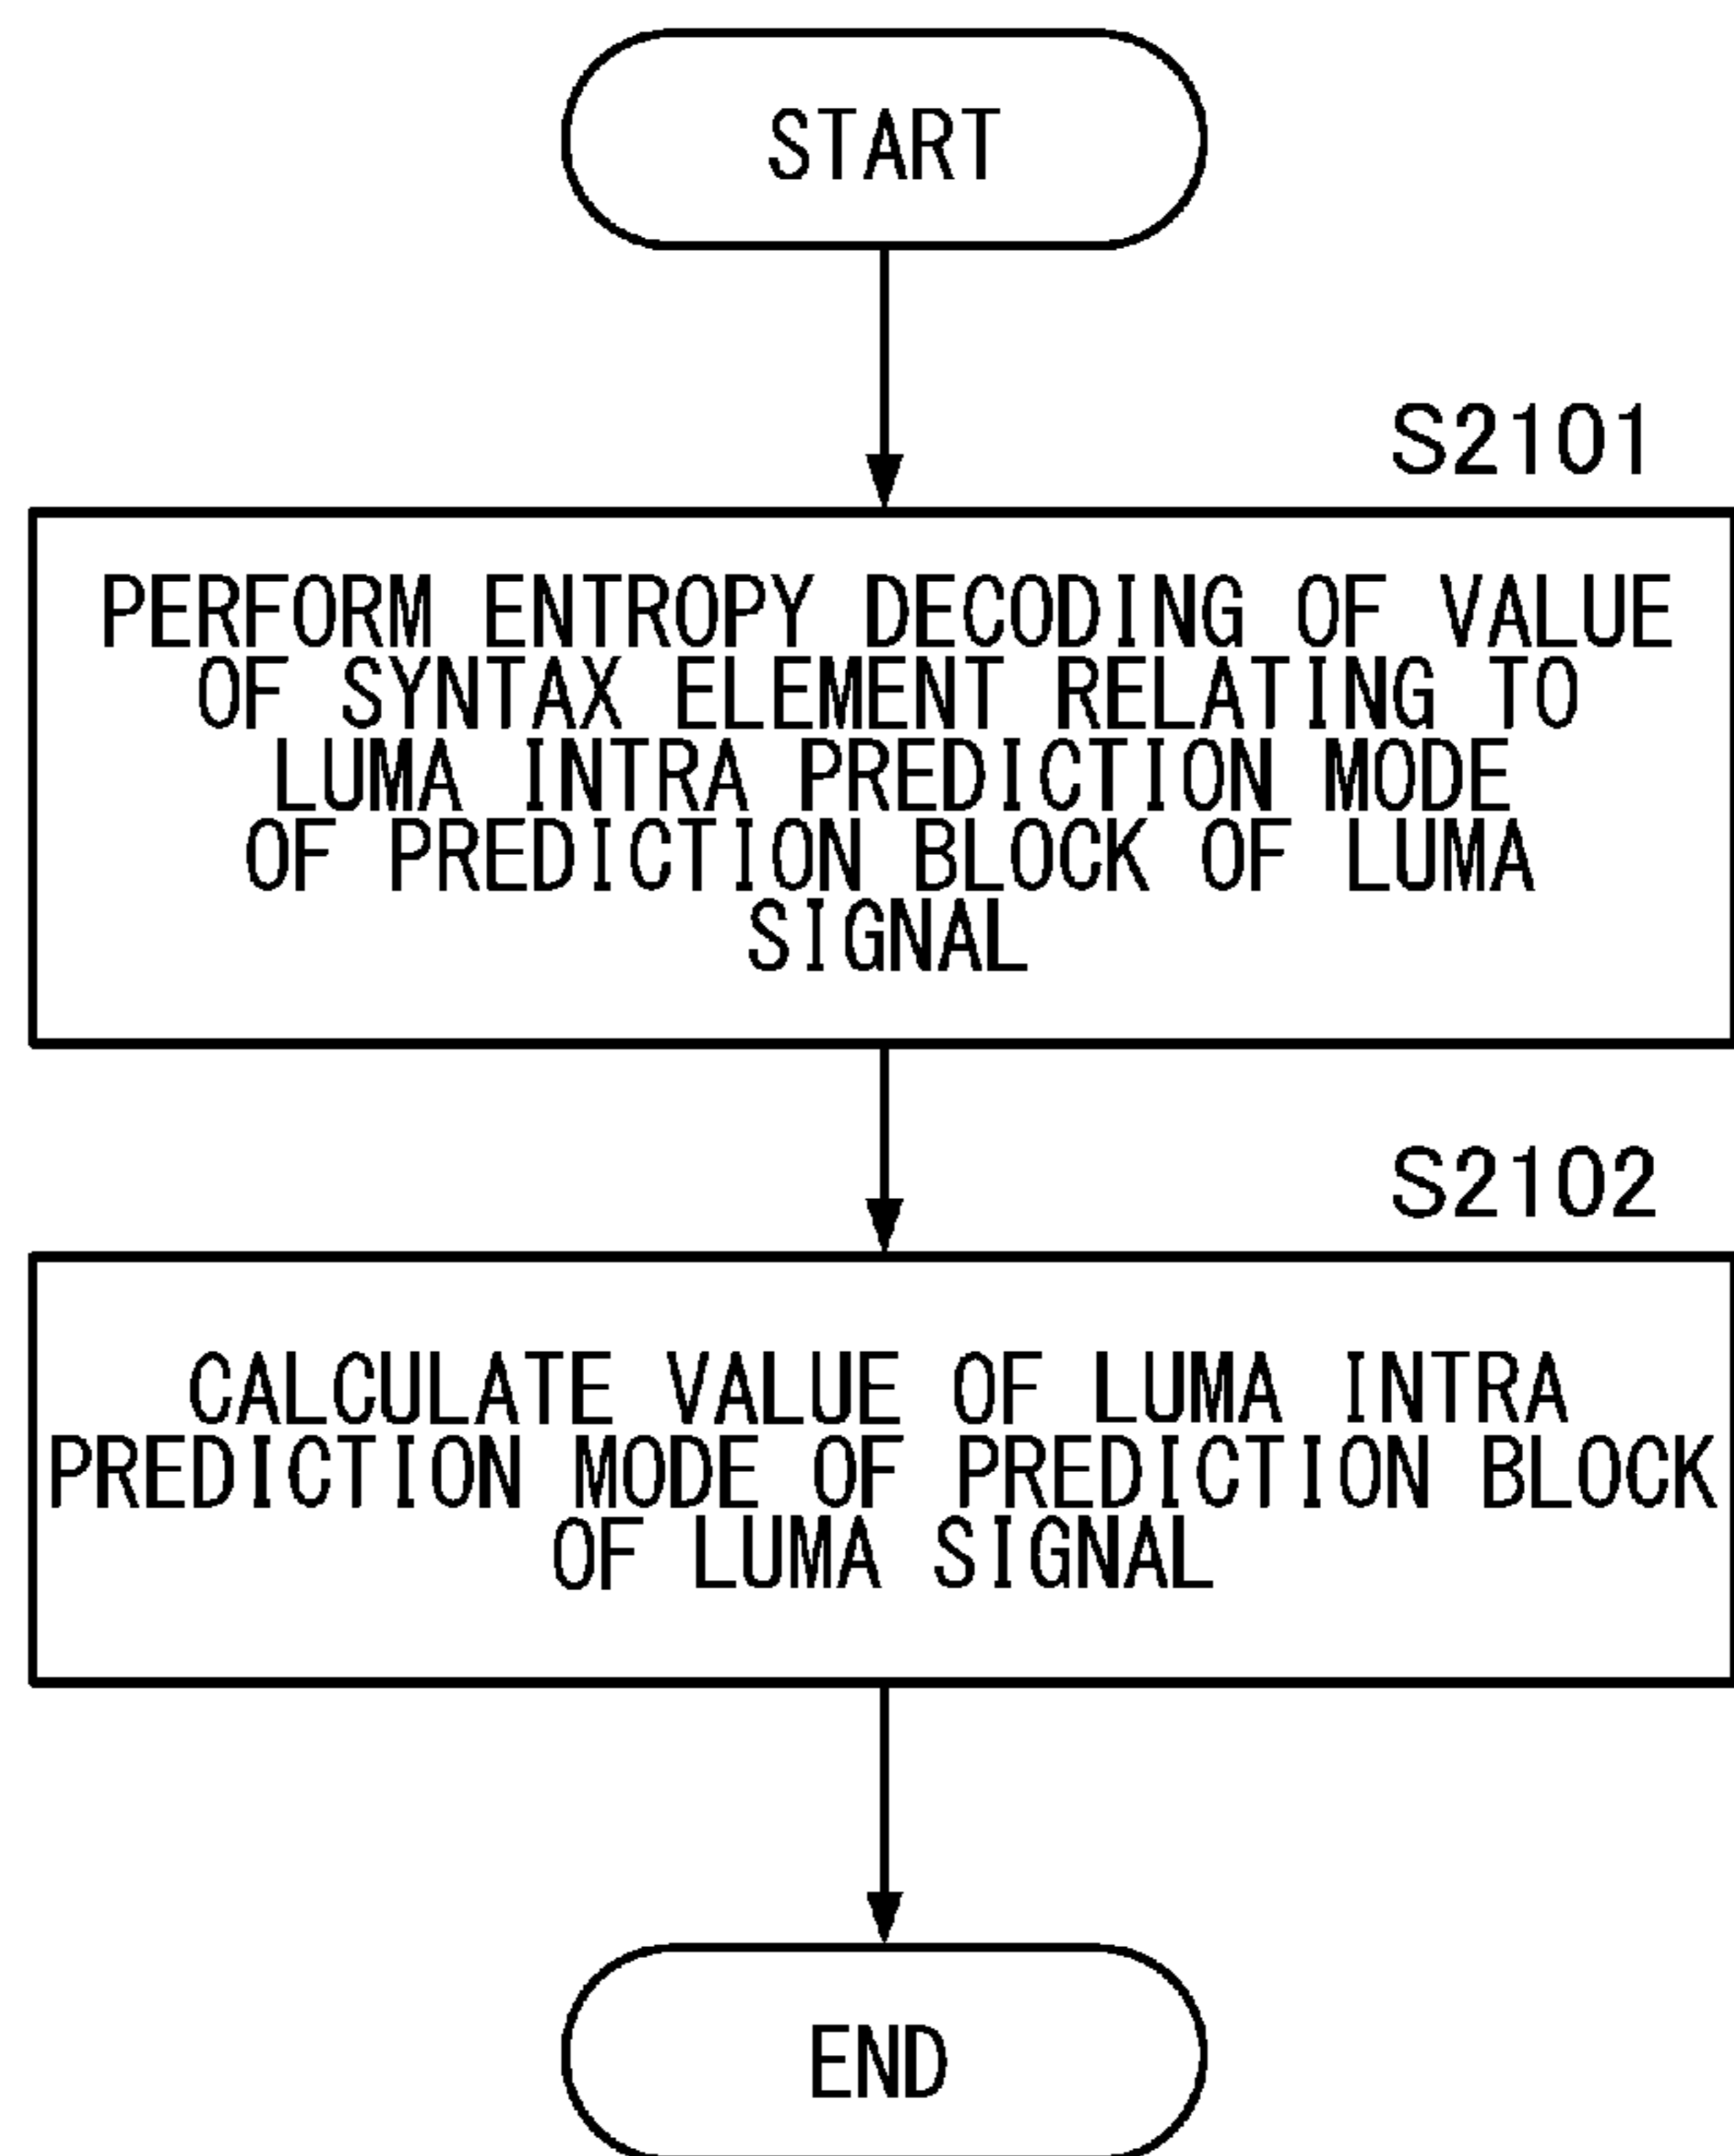 START
S2101
PERFORM ENTROPY DECODING OF VALUE
OF SYNTAX ELEMENT RELATING TO
LUMA INTRA PREDICTION MODE
OF PREDICTION BLOCK OF LUMA
SIGNAL
S2102
CALCULATE VALUE OF LUMA INTRA
PREDICTION MODE OF PREDICTION BLOCK
OF LUMA SIGNAL
END